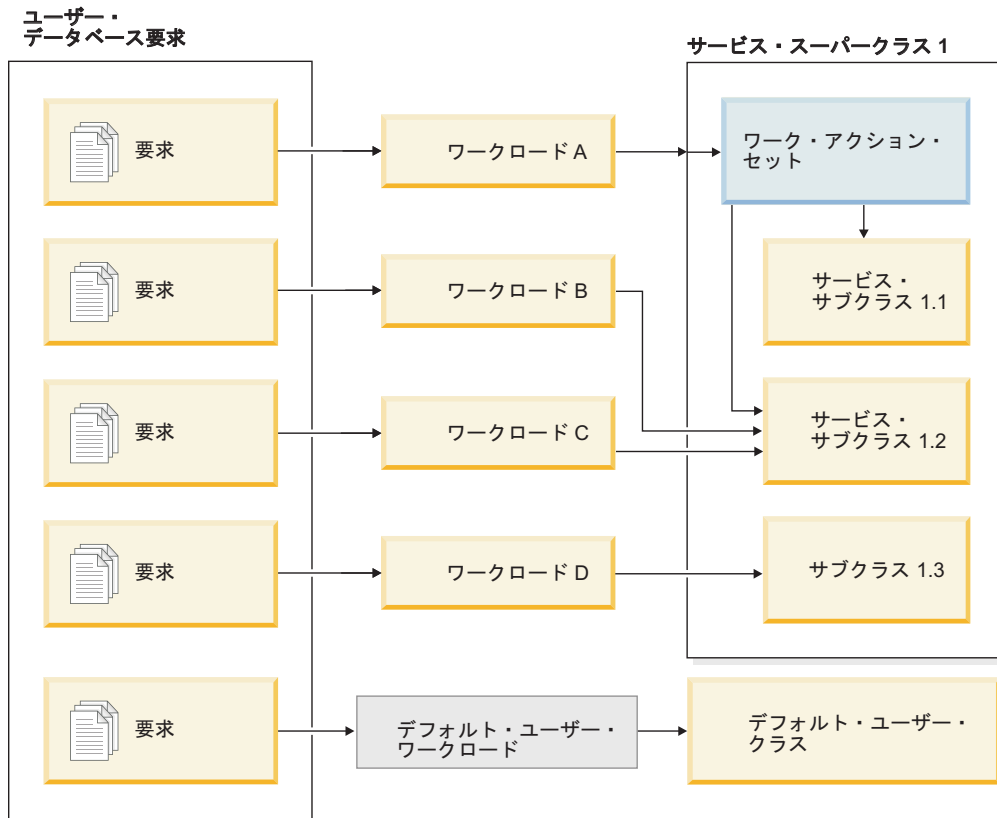 ユーザー・
データベース要求
サービス・スーパークラス 1
要求
ワークロード A
ワーク・アクション・
セット
要求
ワークロード B
サービス・
サブクラス 1.1
要求
ワークロード C
サービス・
サブクラス 1.2
要求
ワークロード D
サブクラス 1.3
要求
デフォルト・ユーザー・
ワークロード
デフォルト・ユーザー・
クラス